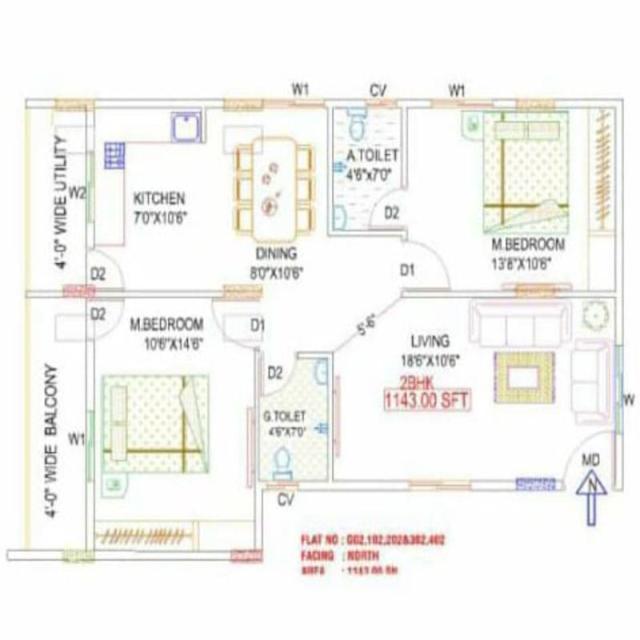 W1
CV
W1
4'-0" WIDE UTILITY
W2
KITCHEN
7'0"X10'6"
DINING
8'0"X10'6"
A.TOILET
4'6"x7'0"
D2
D1
M.BEDROOM
13'8"X10'6"
D2
D2
M.BEDROOM
10'6"X14'6"
D1
5'6"
LIVING
18'6"X10'6"
2BHK
1143.00 SFT
W
D2
G.TOILET
4'6"X7'0"
4'-0" WIDE BALCONY
W1
CV
MD
N
FLAT NO : G02,102,202&302,402
FACING : NORTH
AREA : 1143.00